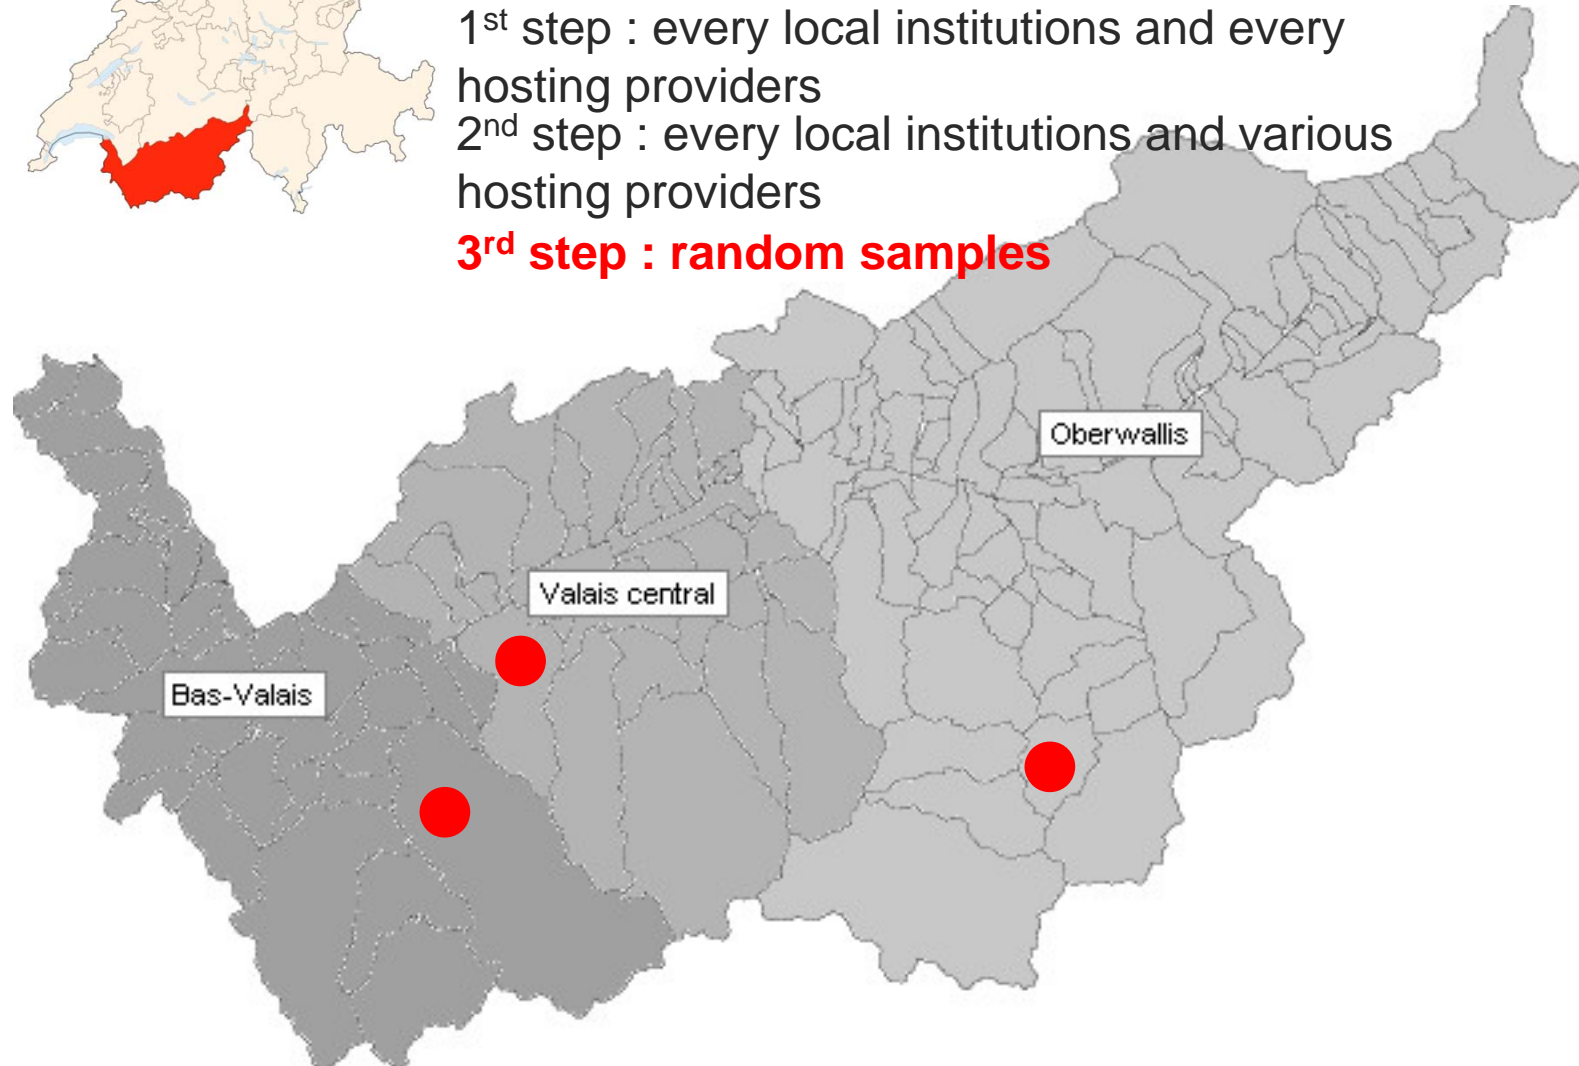 1st step : every local institutions and every
hosting providers
2nd step : every local institutions and various
hosting providers
3rd step : random samples
Oberwallis
Valais central
Bas-Valais